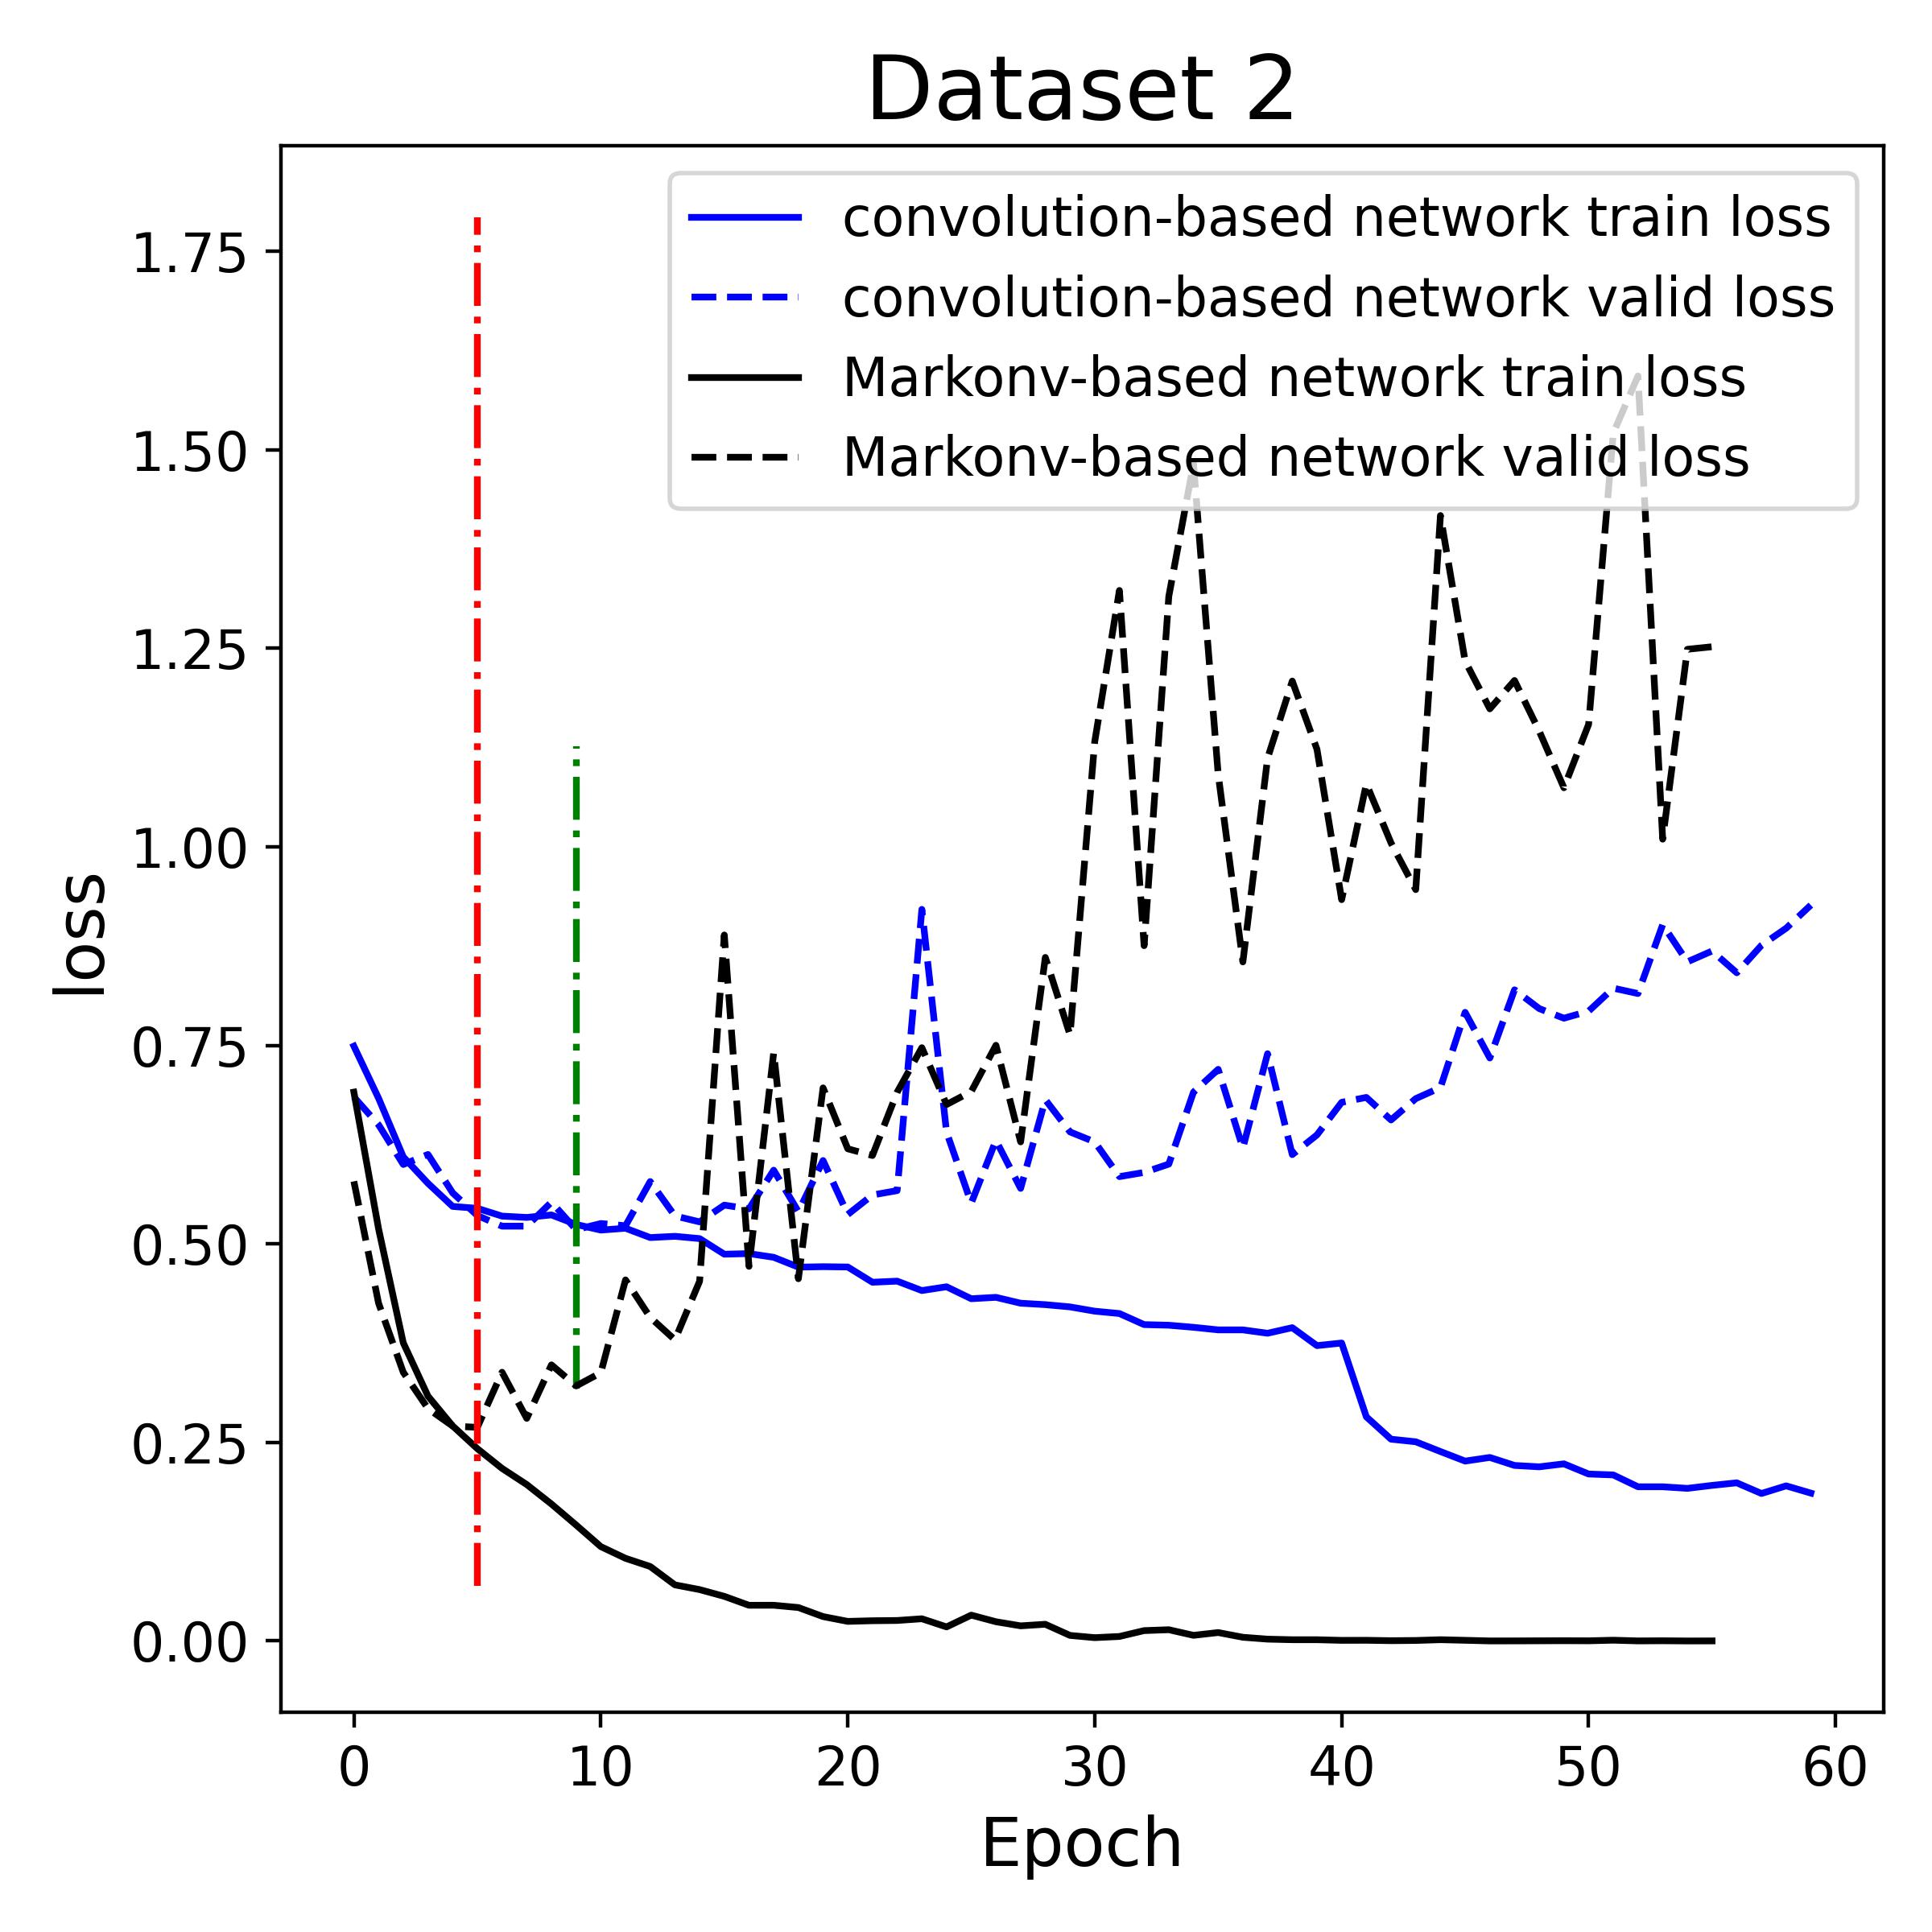 Dataset 2
convolution-based network train loss
convolution-based network valid loss
Markonv-based network train loss
Markonv-based network valid loss
1.75
1.50
1.25
1.00
0.75
0.50
0.25
0.00
loss
0 10 20 30 40 50 60
Epoch